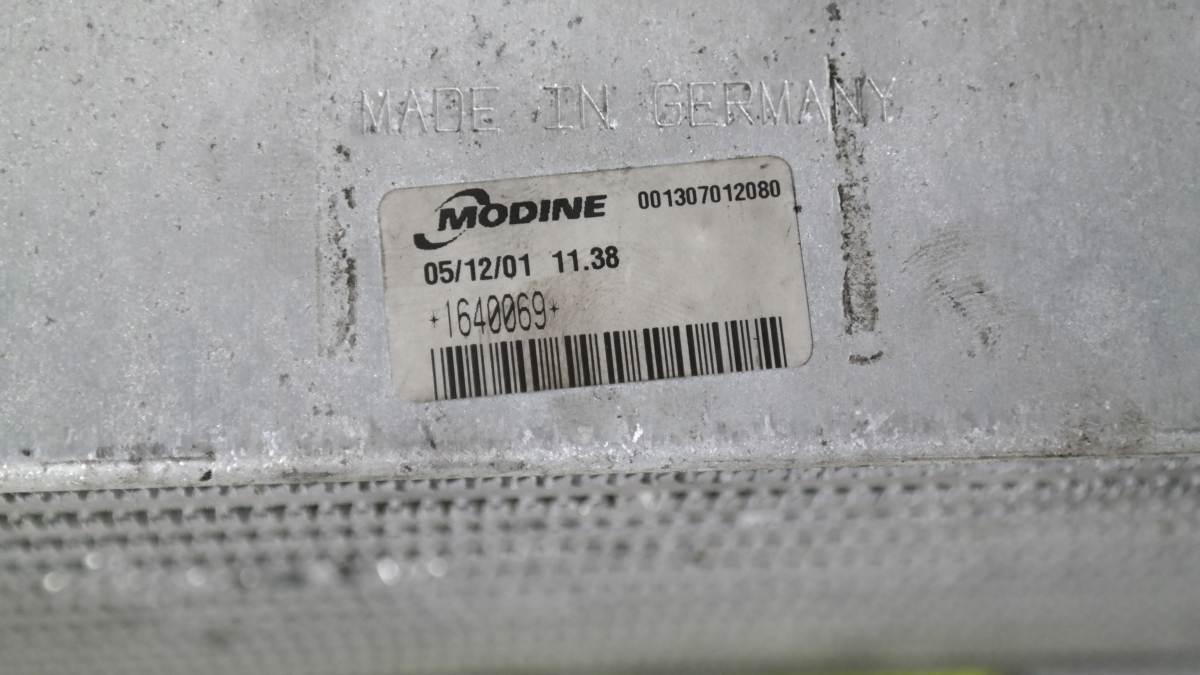 MADE IN GERMANY
MODINE 001307012080
05/12/01 11.38
*1640069*